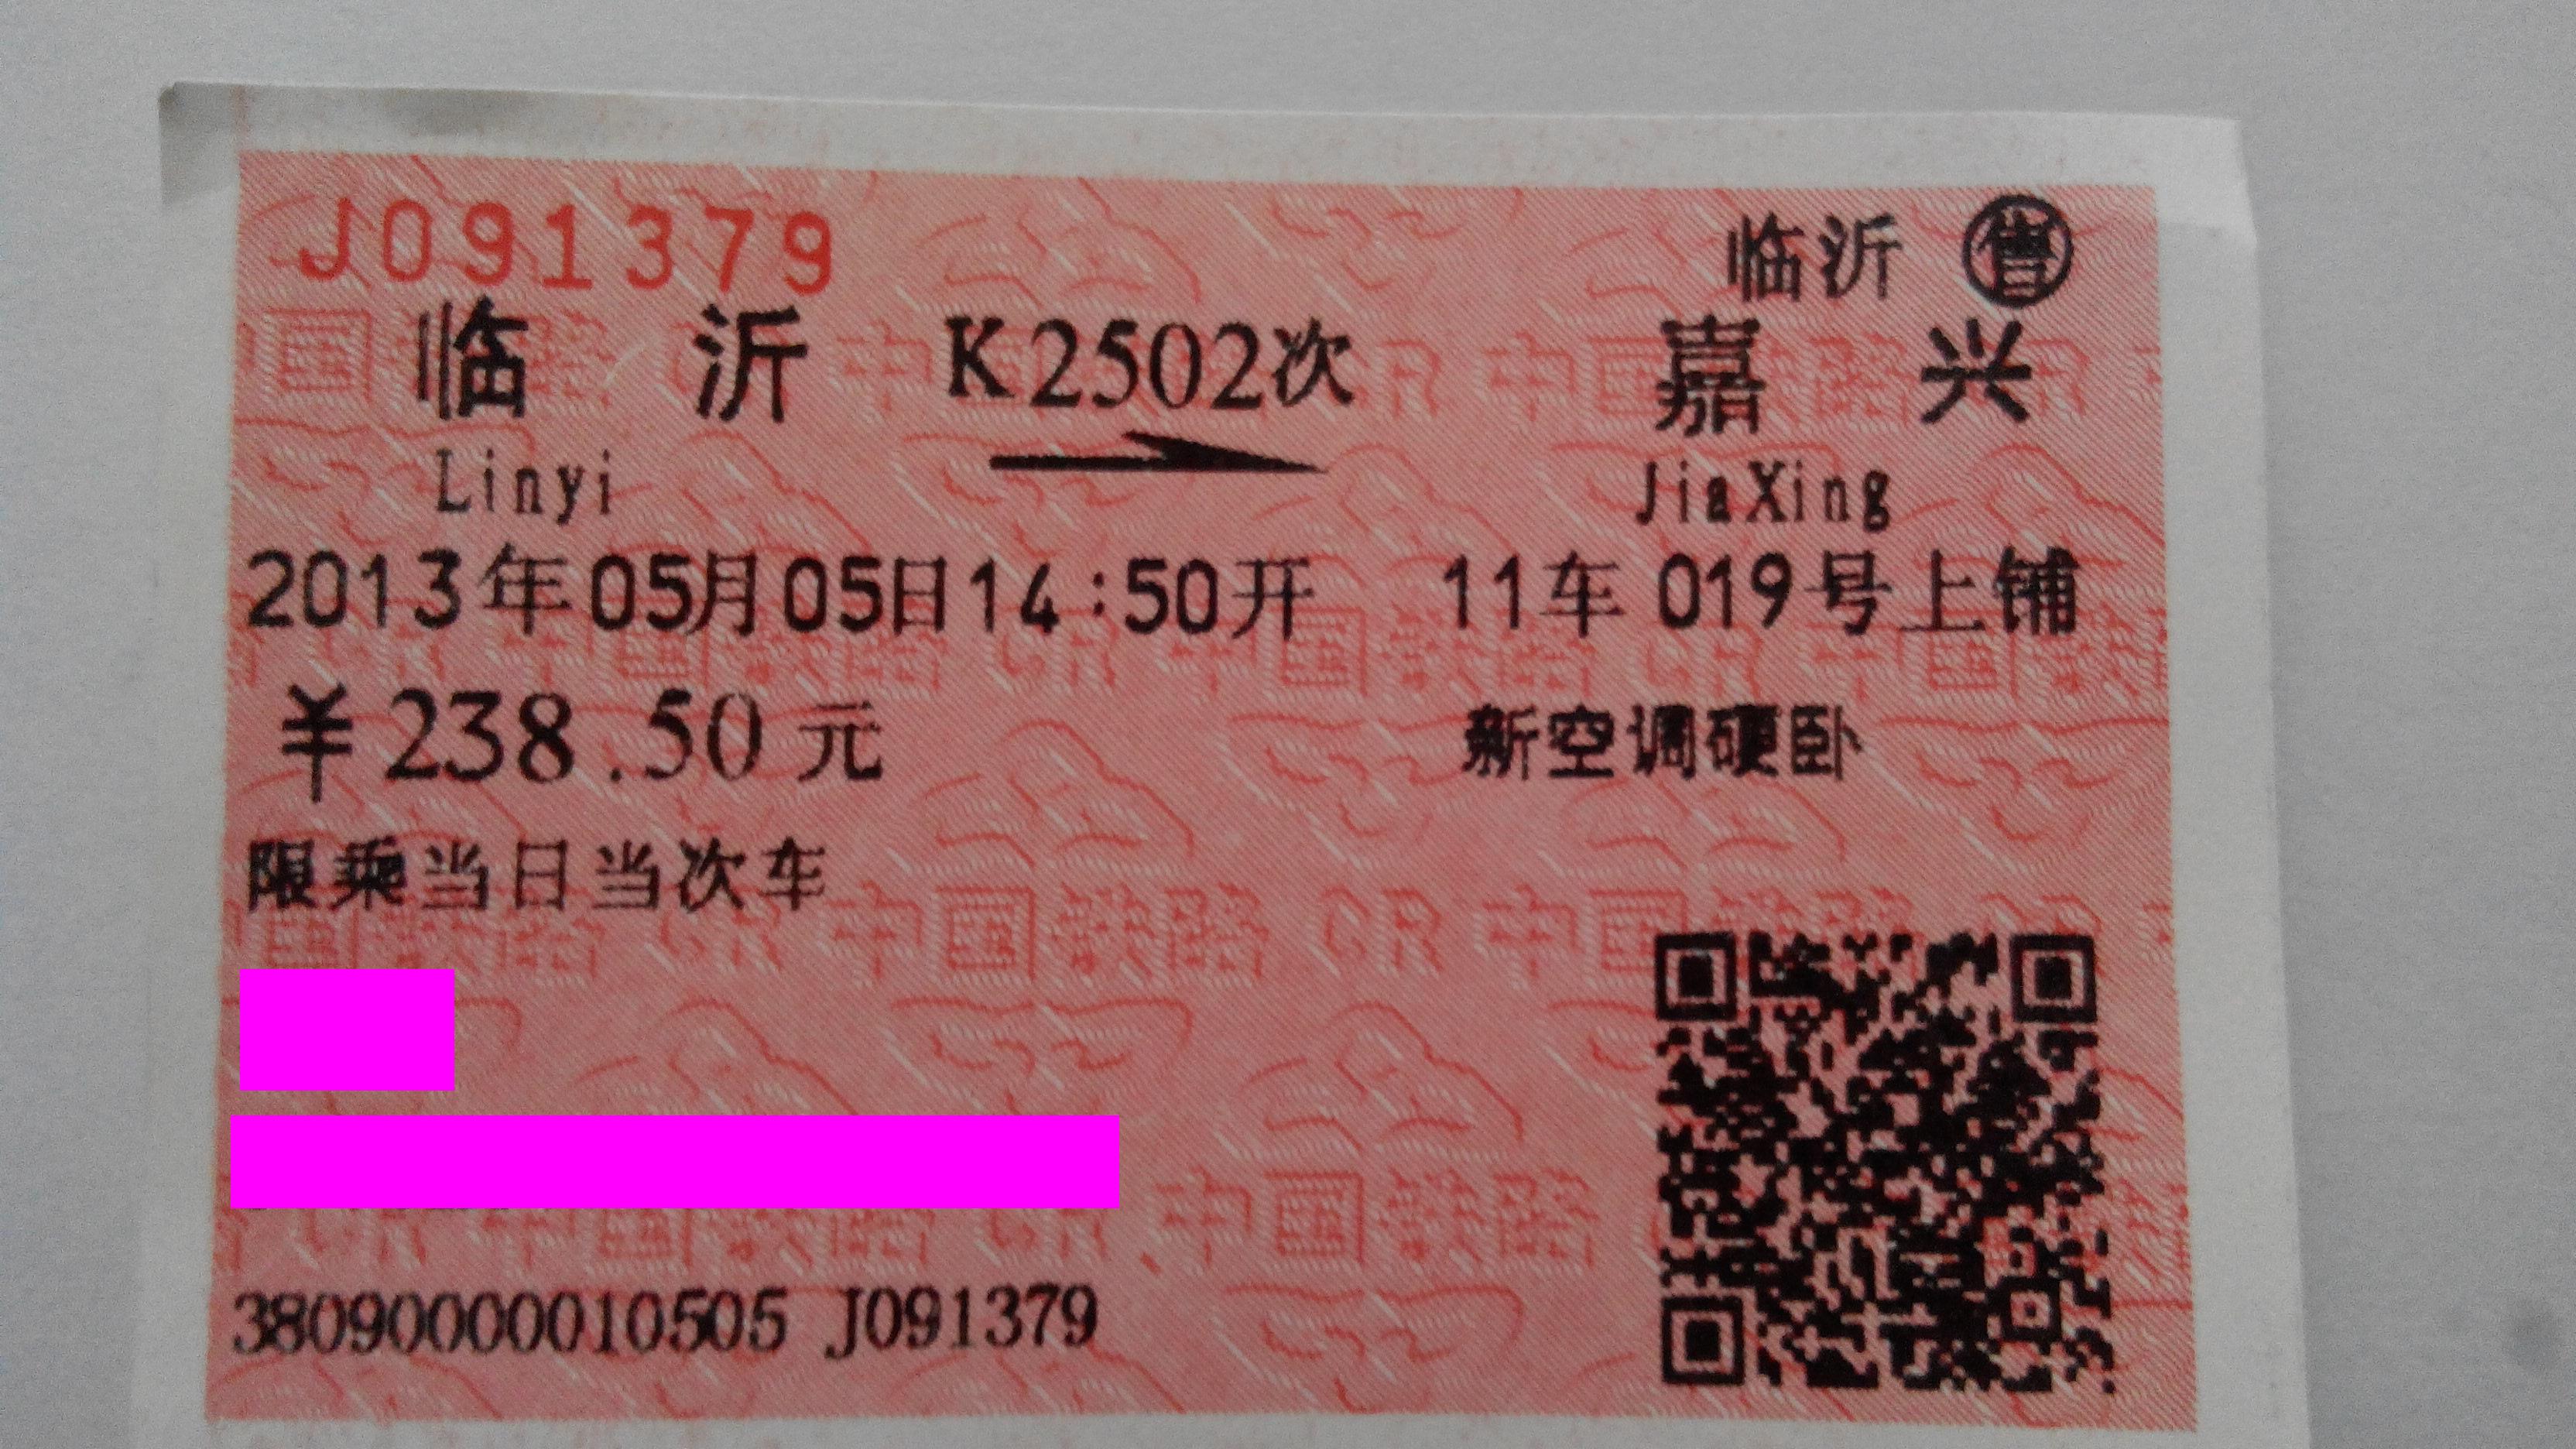 J091379
临沂 售
临沂 K2502次 嘉兴
Linyi JiaXing
2013年05月05日14:50开 11车 019号上铺
¥238.50元 新空调硬卧
限乘当日当次车
38090000010505 J091379